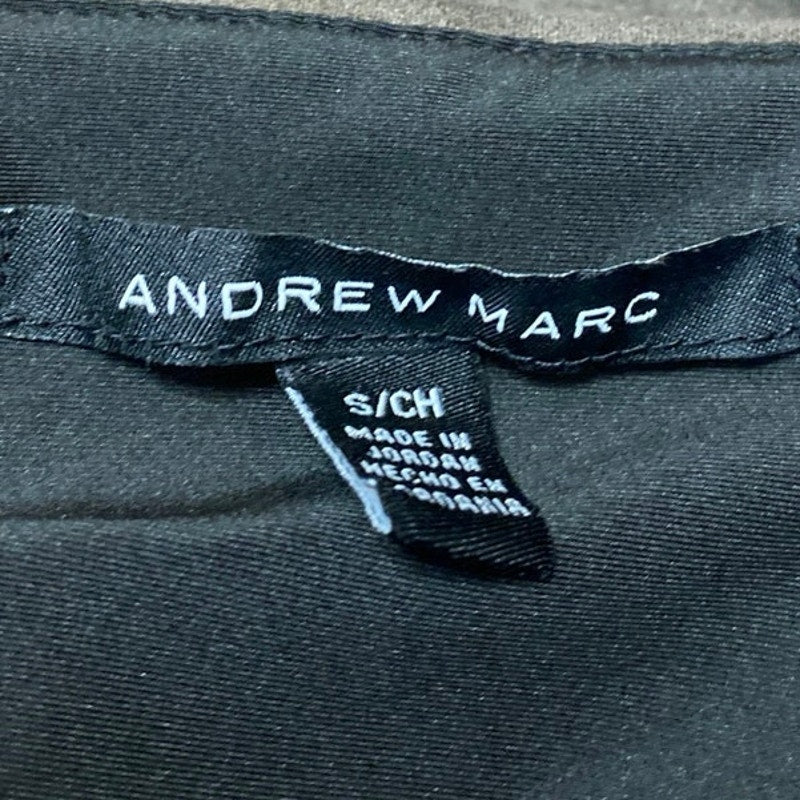 ANDREW MARC
S/CH
MADE IN
JORDAN
HECHO EN
JORDANIA